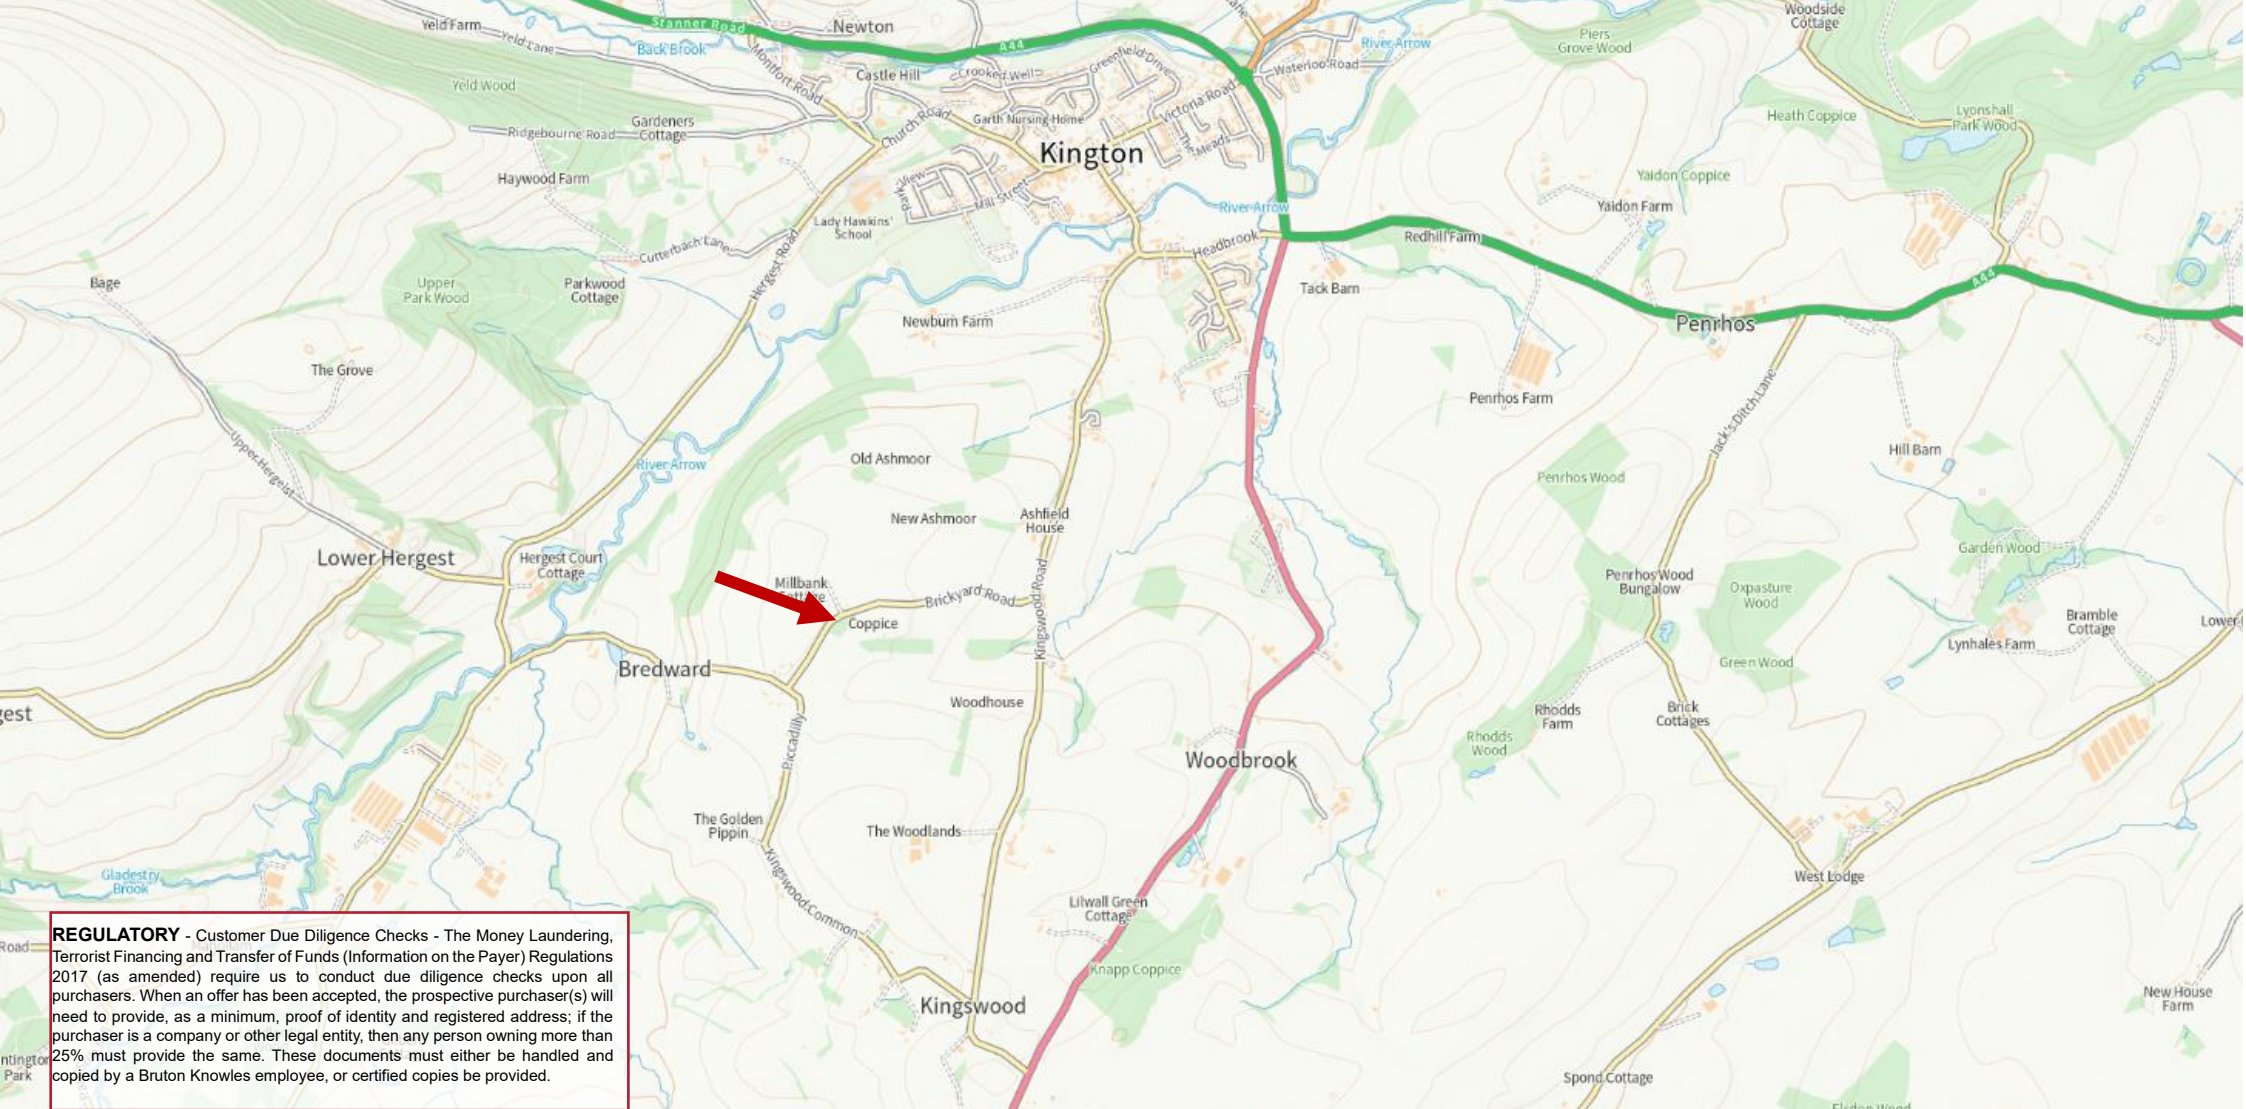 Woodside
Cottage
Yeld Farm
Yeld Lane
Stanner Road
Newton
Back Brook
A44
River Arrow
Piers
Grove Wood
Montfort Road
Castle Hill
Crooked Well
Greenfield Drive
Waterloo Road
Yeld Wood
Victoria Road
Heath Coppice
Lyonshall
Park Wood
Ridgebourne Road
Gardeners
Cottage
Church Road
Garth Nursing Home
The Meads
Kington
Haywood Farm
Park View
Mill Street
Yaidon Coppice
Yaidon Farm
River Arrow
Lady Hawkins'
School
Cutterbach Lane
Hergest Road
Headbrook
Redhill Farm
Bage
Upper
Park Wood
Parkwood
Cottage
Tack Barn
A44
Newburn Farm
Penrhos
The Grove
Penrhos Farm
Jack's Ditch Lane
Upper Hergest
River Arrow
Old Ashmoor
Hill Barn
Penrhos Wood
New Ashmoor
Ashfield
House
Lower Hergest
Hergest Court
Cottage
Garden Wood
Millbank
Cottage
Brickyard Road
Kingswood Road
Penrhos Wood
Bungalow
Oxpasture
Wood
Coppice
Bramble
Cottage
Lower
Lynhales Farm
Bredward
Green Wood
gest
Woodhouse
Rhodds
Farm
Brick
Cottages
Piccadilly
Rhodds
Wood
Woodbrook
The Golden
Pippin
The Woodlands
Gladestry
Brook
Kingswood Common
West Lodge
Lilwall Green
Cottage
Road
Knapp Coppice
Kingswood
New House
Farm
ntington
Park
Spond Cottage
Elsdon Wood
REGULATORY - Customer Due Diligence Checks - The Money Laundering,
Terrorist Financing and Transfer of Funds (Information on the Payer) Regulations
2017 (as amended) require us to conduct due diligence checks upon all
purchasers. When an offer has been accepted, the prospective purchaser(s) will
need to provide, as a minimum, proof of identity and registered address; if the
purchaser is a company or other legal entity, then any person owning more than
25% must provide the same. These documents must either be handled and
copied by a Bruton Knowles employee, or certified copies be provided.